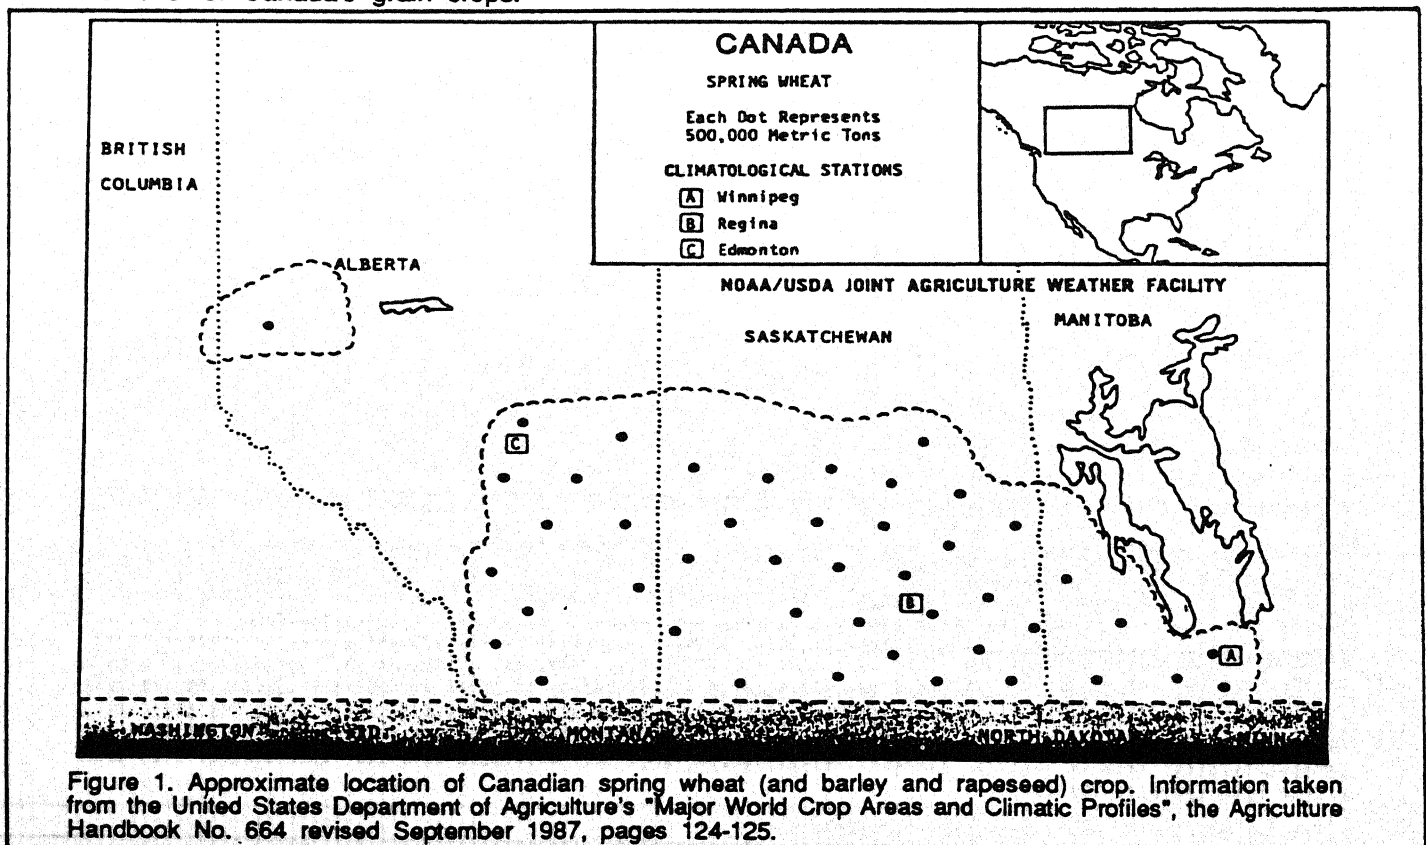 Canada's grain crops.
CANADA
SPRING WHEAT
Each Dot Represents
500,000 Metric Tons
CLIMATOLOGICAL STATIONS
A Winnipeg
B Regina
C Edmonton
BRITISH
COLUMBIA
ALBERTA
NOAA/USDA JOINT AGRICULTURE WEATHER FACILITY
SASKATCHEWAN
MANITOBA
C
B
A
WASHINGTON
MONTANA
NORTH DAKOTA
Figure 1. Approximate location of Canadian spring wheat (and barley and rapeseed) crop. Information taken
from the United States Department of Agriculture's "Major World Crop Areas and Climatic Profiles", the Agriculture
Handbook No. 664 revised September 1987, pages 124-125.